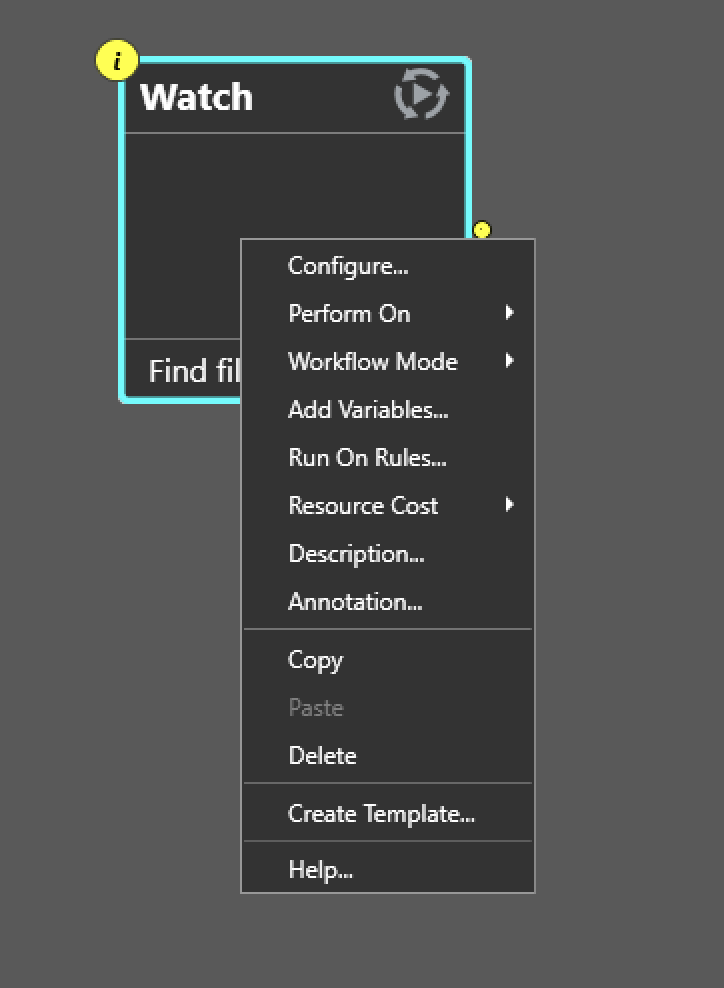 i
Watch
Find fil
Configure...
Perform On
Workflow Mode
Add Variables...
Run On Rules...
Resource Cost
Description...
Annotation...
Copy
Paste
Delete
Create Template...
Help...